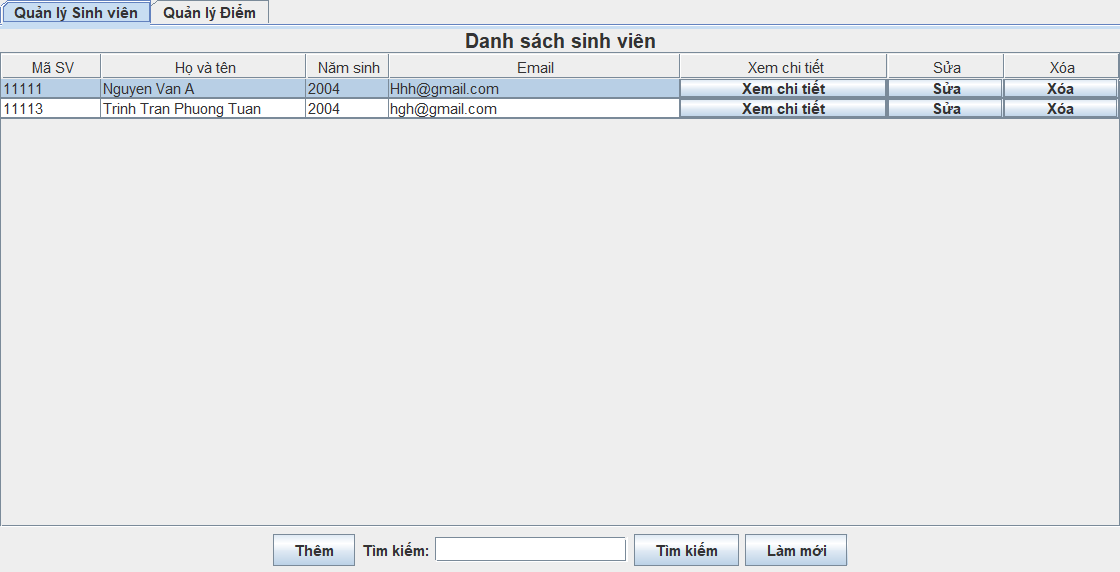 Quản lý Sinh viên Quản lý Điểm
Danh sách sinh viên
Mã SV Họ và tên Năm sinh Email Xem chi tiết Sửa Xóa
11111 Nguyen Van A 2004 Hhh@gmail.com Xem chi tiết Sửa Xóa
11113 Trinh Tran Phuong Tuan 2004 hgh@gmail.com Xem chi tiết Sửa Xóa
Thêm Tìm kiếm: Tìm kiếm Làm mới